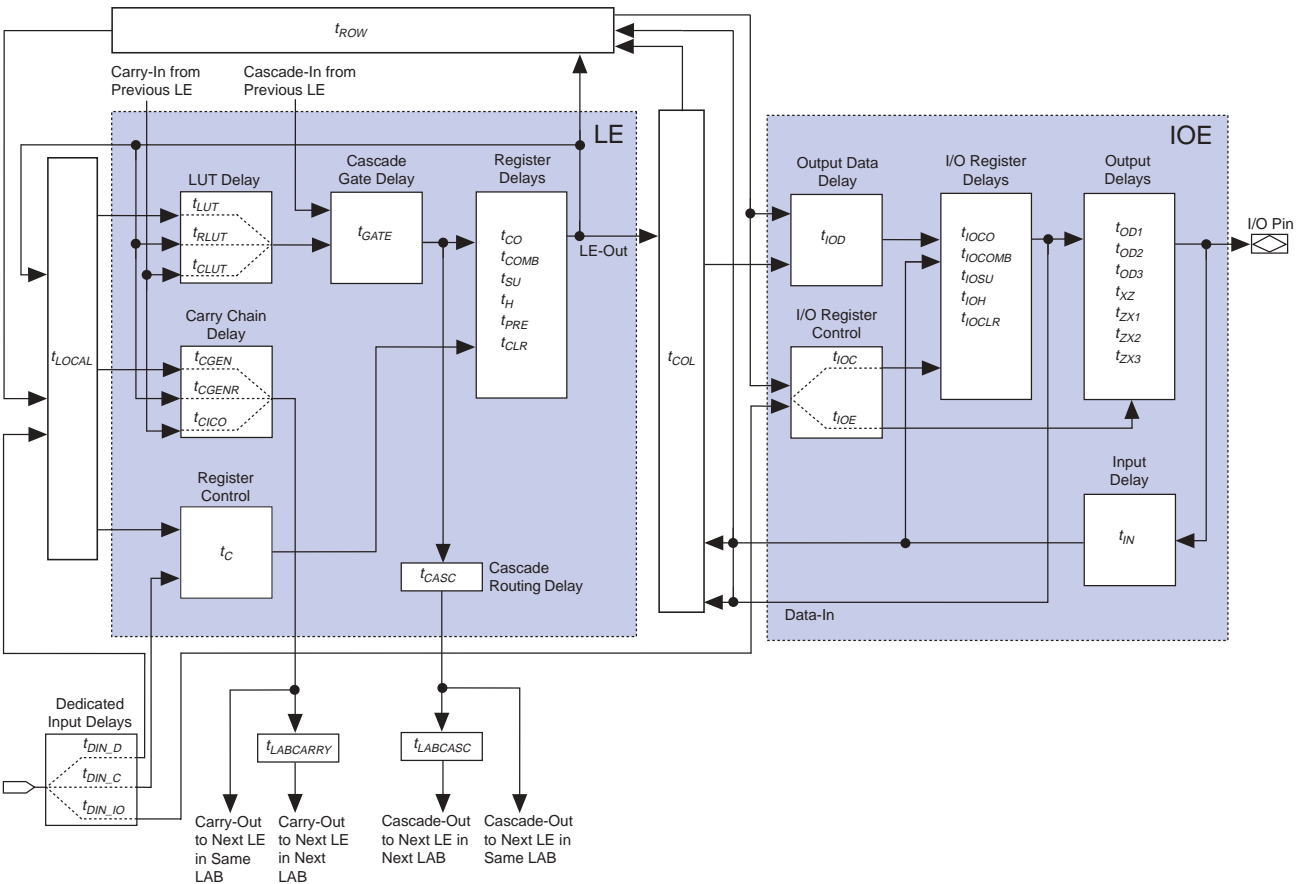 tROW
Carry-In from
Previous LE
Cascade-In from
Previous LE
LE
LUT Delay
tLUT
tRLUT
tCLUT
Cascade
Gate Delay
tGATE
Register
Delays
tCO
tCOMB
tSU
tH
tPRE
tCLR
LE-Out
tLOCAL
Carry Chain
Delay
tCGEN
tCGENR
tCICO
Register
Control
tC
tCASC
Cascade
Routing Delay
tCOL
IOE
Output Data
Delay
tIOD
I/O Register
Delays
tIOCO
tIOCOMB
tIOSU
tIOH
tIOCLR
Output
Delays
tOD1
tOD2
tOD3
tXZ
tZX1
tZX2
tZX3
I/O Pin
I/O Register
Control
tIOC
tIOE
Input
Delay
tIN
Data-In
Dedicated
Input Delays
tDIN_D
tDIN_C
tDIN_IO
tLABCARRY
tLABCASC
Carry-Out
to Next LE
in Same
LAB
Carry-Out
to Next LE
in Next
LAB
Cascade-Out
to Next LE in
Next LAB
Cascade-Out
to Next LE in
Same LAB